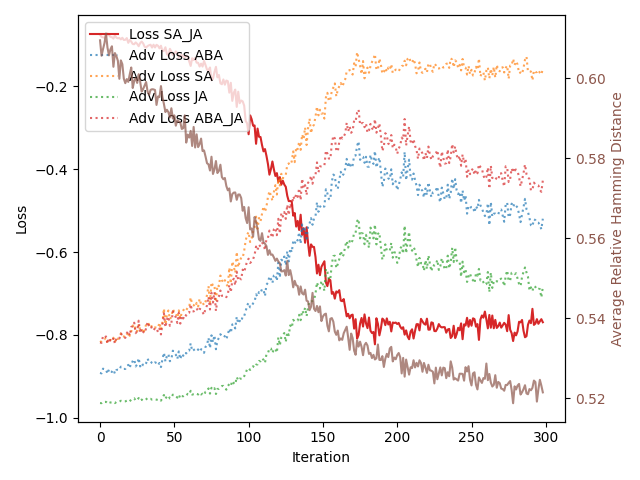 Loss SA_JA
Adv Loss ABA
Adv Loss SA
Adv Loss JA
Adv Loss ABA_JA
−0.2
−0.4
−0.6
−0.8
−1.0
Loss
0.60
0.58
0.56
0.54
0.52
Average Relative Hamming Distance
0
50
100
150
200
250
300
Iteration